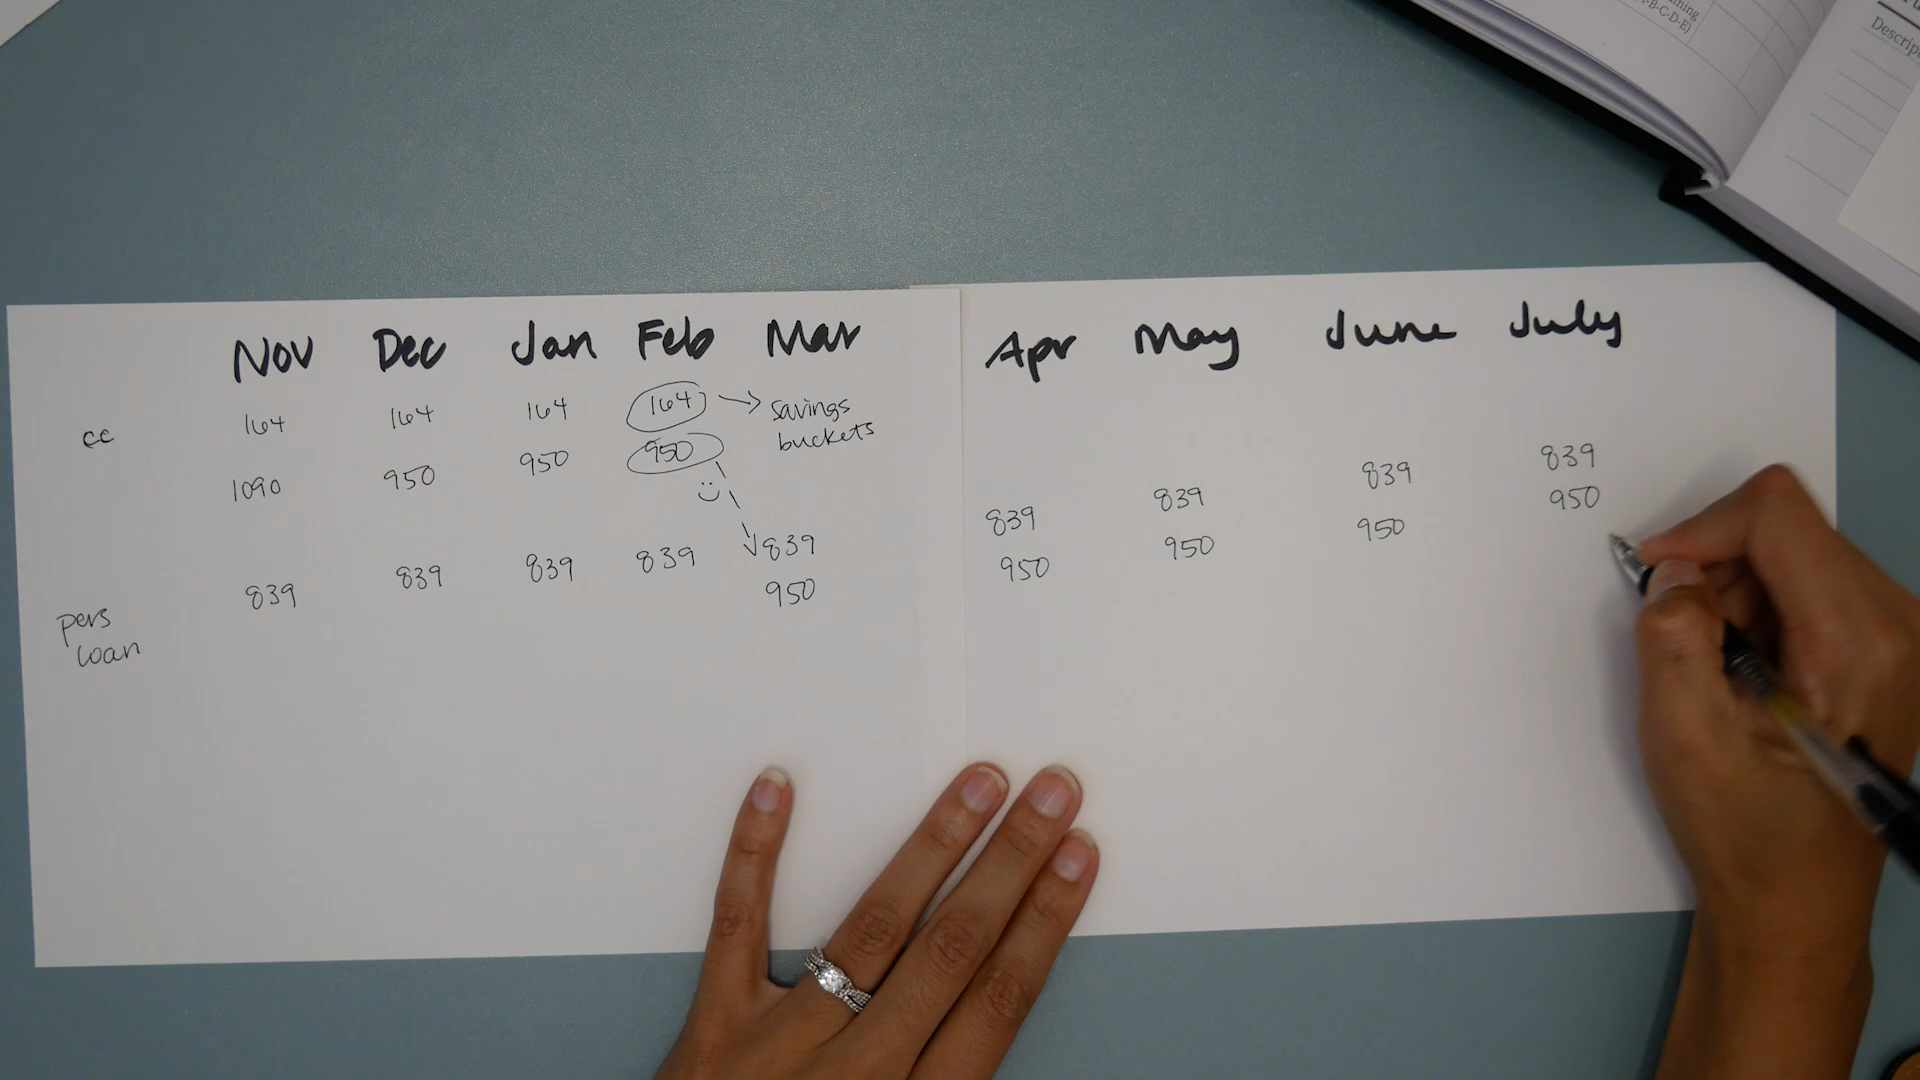 Nov Dec Jan Feb Mar Apr May June July
cc 164 164 164 164 → savings
buckets
1090 950 950 950
pers
loan
839 839 839 839 839 839 839 839 839
950 950 950 950 950
B-C-D-E)